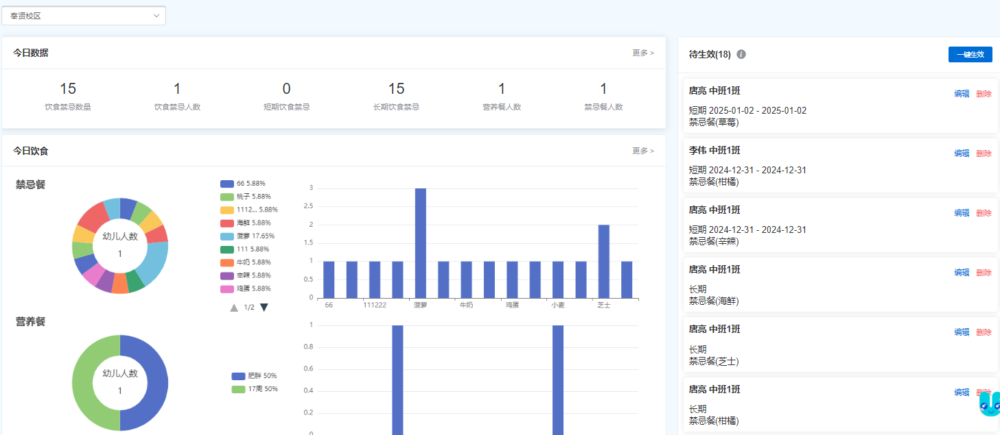 奉贤校区
今日数据
更多 >
15
1
0
15
1
1
饮食禁忌数量
饮食禁忌人数
短期饮食禁忌
长期饮食禁忌
营养餐人数
禁忌餐人数
今日饮食
更多 >
禁忌餐
幼儿人数
1
66 5.88%
桃子 5.88%
1112... 5.88%
海鲜 5.88%
菠萝 17.65%
111 5.88%
牛奶 5.88%
辛辣 5.88%
鸡蛋 5.88%
1/2
3
2.5
2
1.5
1
0.5
0
66
111222
菠萝
牛奶
鸡蛋
小麦
芝士
营养餐
幼儿人数
1
肥胖 50%
17周 50%
1
0.8
0.6
0.4
0.2
0
待生效(18)
一键生效
唐亮 中班1班
编辑 删除
短期 2025-01-02 - 2025-01-02
禁忌餐(草莓)
李伟 中班1班
编辑 删除
短期 2024-12-31 - 2024-12-31
禁忌餐(柑橘)
唐亮 中班1班
编辑 删除
短期 2024-12-31 - 2024-12-31
禁忌餐(辛辣)
唐亮 中班1班
编辑 删除
长期
禁忌餐(海鲜)
唐亮 中班1班
编辑 删除
长期
禁忌餐(芝士)
唐亮 中班1班
编辑 删除
长期
禁忌餐(柑橘)